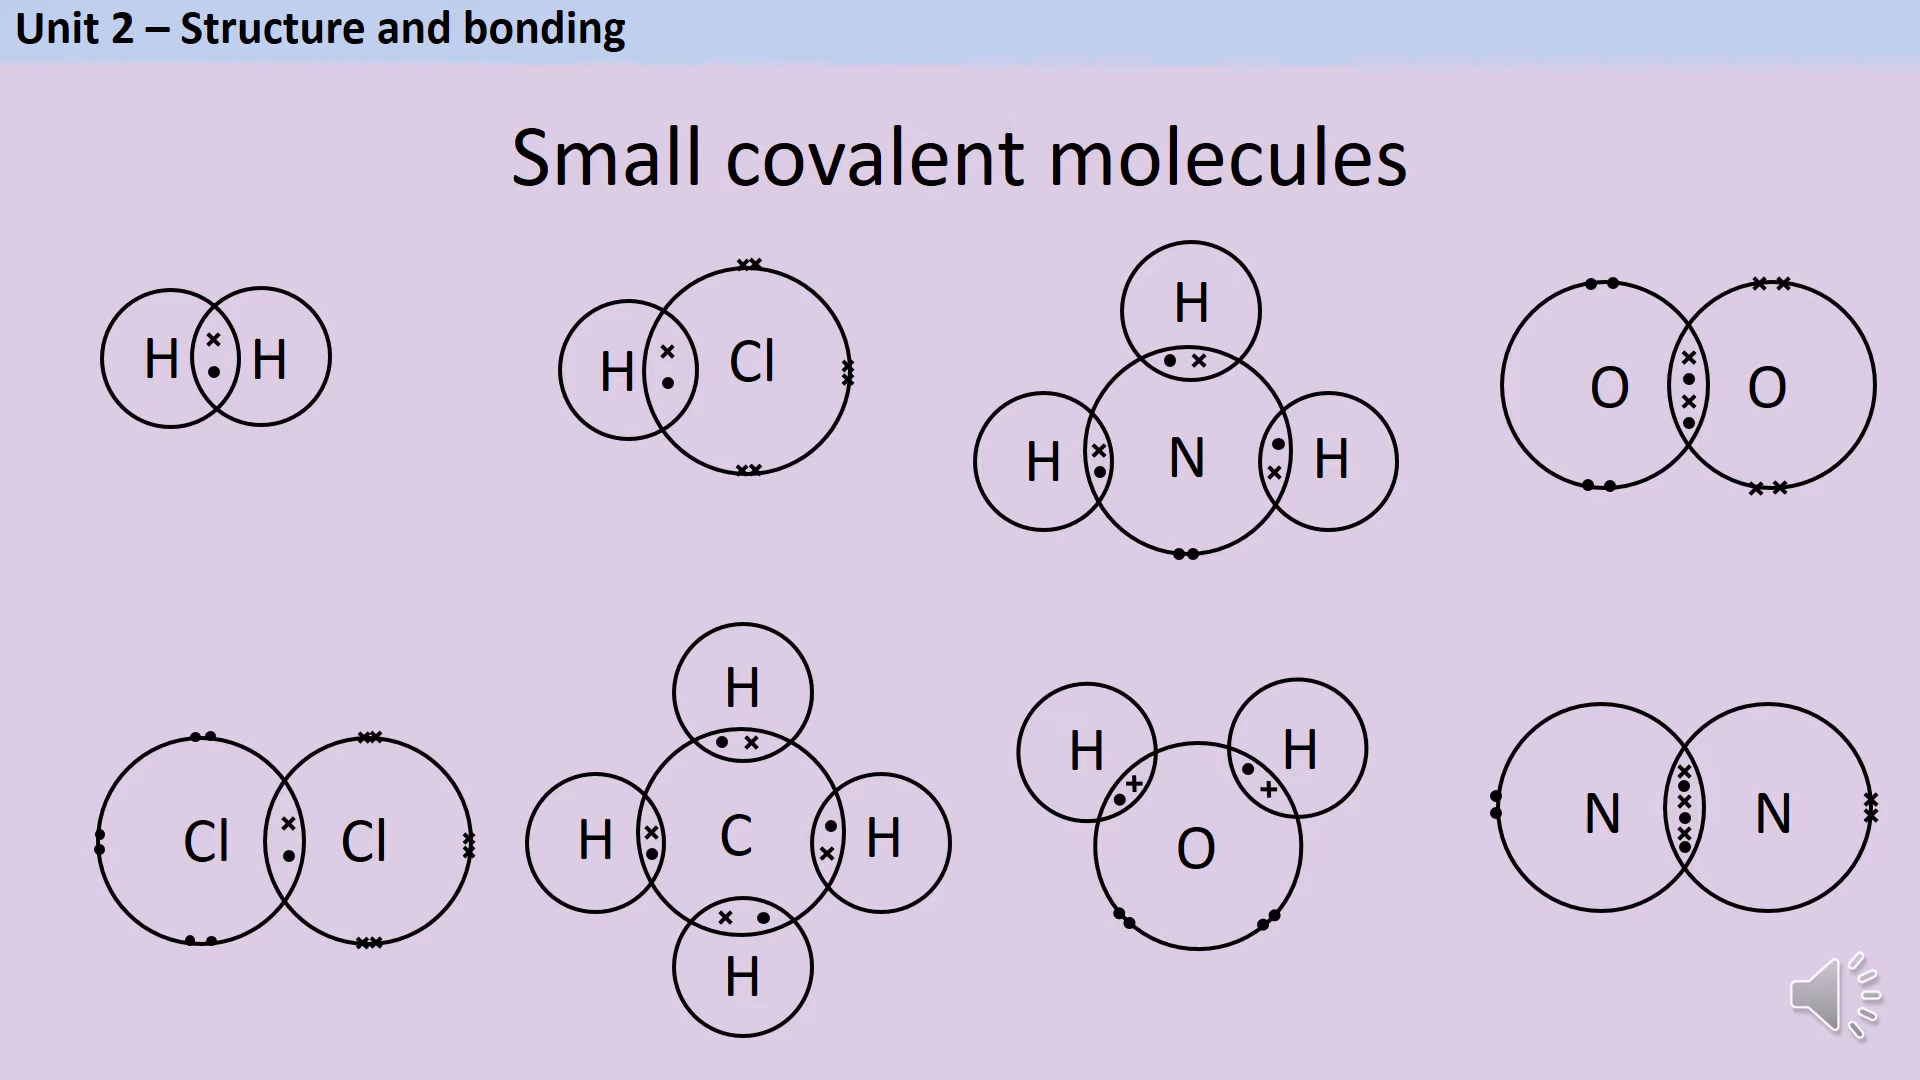 Unit 2 – Structure and bonding
Small covalent molecules
H H
H Cl
H
H N H
O O
Cl Cl
H
H C H
H
H H
O
N N